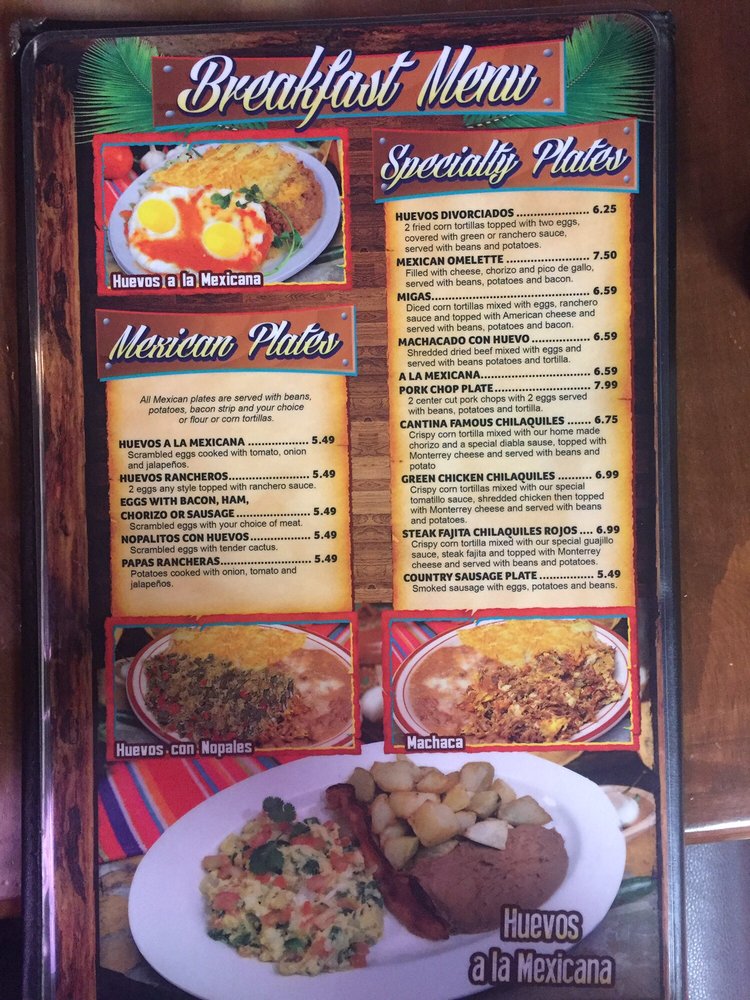 Breakfast Menu
Huevos a la Mexicana
Mexican Plates
All Mexican plates are served with beans,
potatoes, bacon strip and your choice
or flour or corn tortillas.
HUEVOS A LA MEXICANA .................. 5.49
Scrambled eggs cooked with tomato, onion
and jalapeños.
HUEVOS RANCHEROS....................... 5.49
2 eggs any style topped with ranchero sauce.
EGGS WITH BACON, HAM,
CHORIZO OR SAUSAGE ..................... 5.49
Scrambled eggs with your choice of meat.
NOPALITOS CON HUEVOS.................. 5.49
Scrambled eggs with tender cactus.
PAPAS RANCHERAS......................... 5.49
Potatoes cooked with onion, tomato and
jalapeños.
Specialty Plates
HUEVOS DIVORCIADOS ...................... 6.25
2 fried corn tortillas topped with two eggs,
covered with green or ranchero sauce,
served with beans and potatoes.
MEXICAN OMELETTE ........................ 7.50
Filled with cheese, chorizo and pico de gallo,
served with beans, potatoes and bacon.
MIGAS.......................................... 6.59
Diced corn tortillas mixed with eggs, ranchero
sauce and topped with American cheese and
served with beans, potatoes and bacon.
MACHACADO CON HUEVO ................. 6.59
Shredded dried beef mixed with eggs and
served with beans potatoes and tortilla.
A LA MEXICANA............................. 6.59
PORK CHOP PLATE ........................... 7.99
2 center cut pork chops with 2 eggs served
with beans, potatoes and tortilla.
CANTINA FAMOUS CHILAQUILES ....... 6.75
Crispy corn tortilla mixed with our home made
chorizo and a special diabla sause, topped with
Monterrey cheese and served with beans and
potato
GREEN CHICKEN CHILAQUILES .......... 6.99
Crispy corn tortillas mixed with our special
tomatillo sauce, shredded chicken then topped
with Monterrey cheese and served with beans
and potatoes.
STEAK FAJITA CHILAQUILES ROJOS .... 6.99
Crispy corn tortilla mixed with our special guajillo
sauce, steak fajita and topped with Monterrey
cheese and served with beans and potatoes.
COUNTRY SAUSAGE PLATE ................ 5.49
Smoked sausage with eggs, potatoes and beans.
Huevos con Nopales
Machaca
Huevos
a la Mexicana